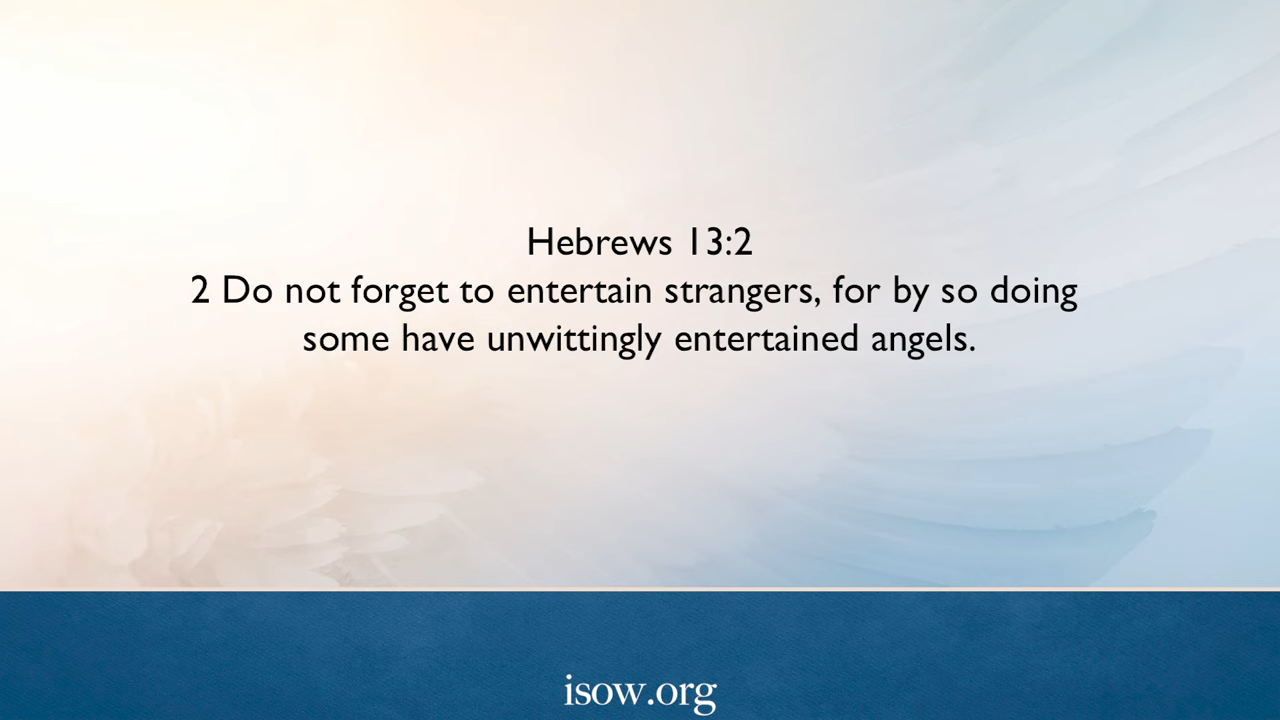 Hebrews 13:2
2 Do not forget to entertain strangers, for by so doing
some have unwittingly entertained angels.
isow.org